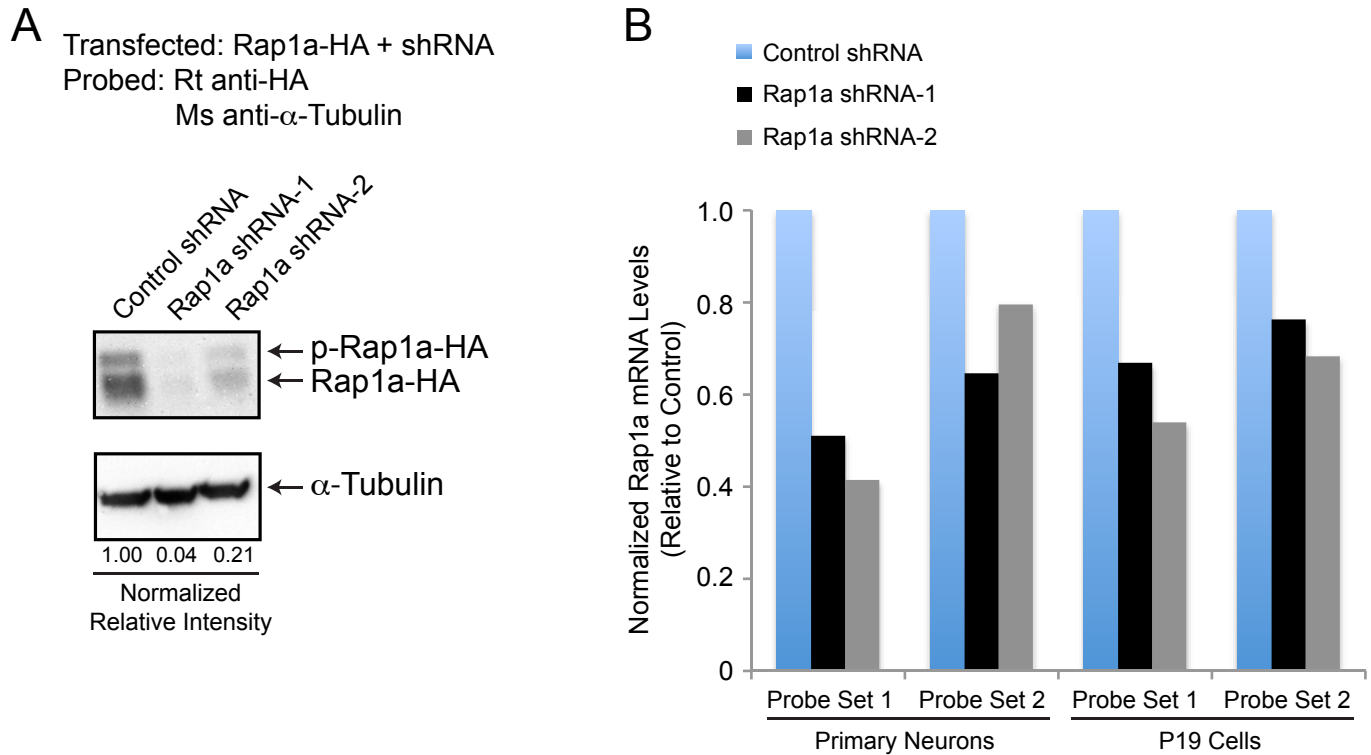 A
Transfected: Rap1a-HA + shRNA
Probed: Rt anti-HA
Ms anti-α-Tubulin
Control shRNA
Rap1a shRNA-1
Rap1a shRNA-2
p-Rap1a-HA
Rap1a-HA
α-Tubulin
1.00 0.04 0.21
Normalized
Relative Intensity
B
Control shRNA
Rap1a shRNA-1
Rap1a shRNA-2
Normalized Rap1a mRNA Levels
(Relative to Control)
1.0
0.8
0.6
0.4
0.2
0
Probe Set 1 Probe Set 2 Probe Set 1 Probe Set 2
Primary Neurons P19 Cells